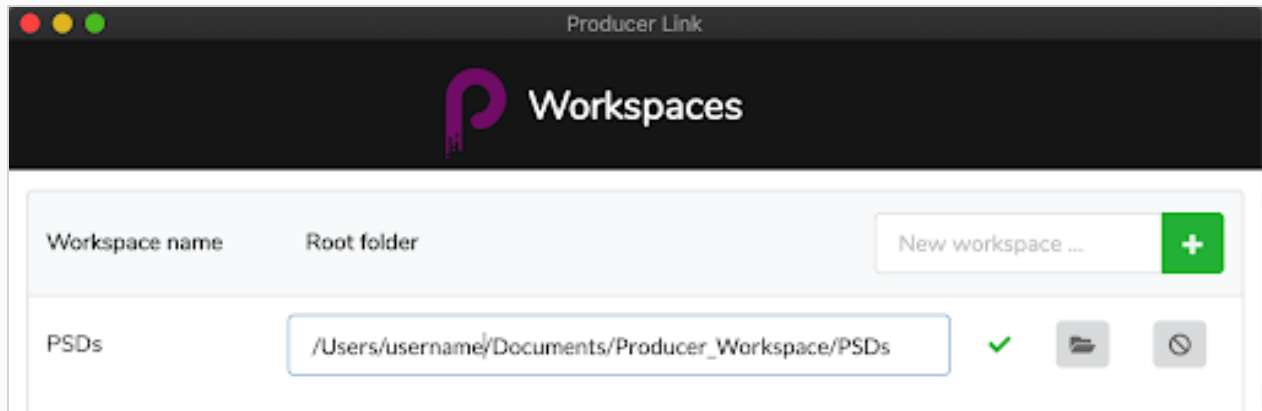 Producer Link
Workspaces
Workspace name Root folder New workspace ...
PSDs /Users/username/Documents/Producer_Workspace/PSDs